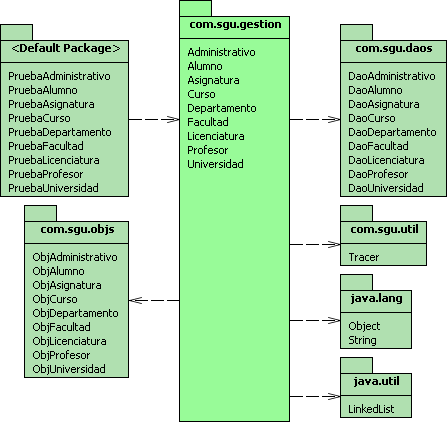 <Default Package>
PruebaAdministrativo
PruebaAlumno
PruebaAsignatura
PruebaCurso
PruebaDepartamento
PruebaFacultad
PruebaLicenciatura
PruebaProfesor
PruebaUniversidad
com.sgu.gestion
Administrativo
Alumno
Asignatura
Curso
Departamento
Facultad
Licenciatura
Profesor
Universidad
com.sgu.daos
DaoAdministrativo
DaoAlumno
DaoAsignatura
DaoCurso
DaoDepartamento
DaoFacultad
DaoLicenciatura
DaoProfesor
DaoUniversidad
com.sgu.objs
ObjAdministrativo
ObjAlumno
ObjAsignatura
ObjCurso
ObjDepartamento
ObjFacultad
ObjLicenciatura
ObjProfesor
ObjUniversidad
com.sgu.util
Tracer
java.lang
Object
String
java.util
LinkedList